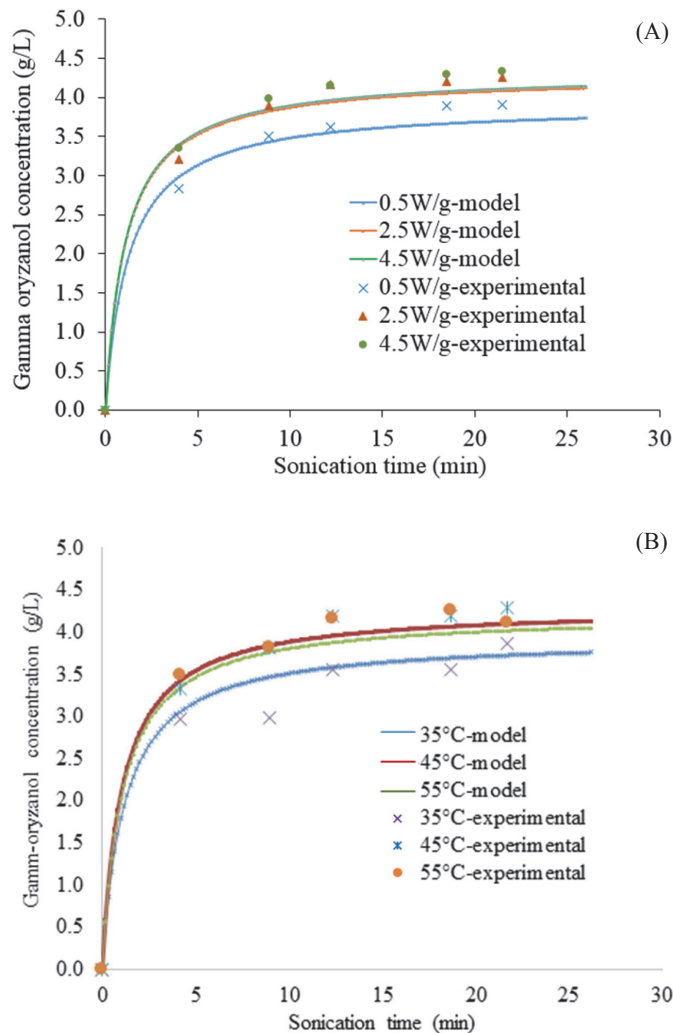 (A)
Gamma oryzanol concentration (g/L)
5.0
4.5
4.0
3.5
3.0
2.5
2.0
1.5
1.0
0.5
0.0
0.5W/g-model
2.5W/g-model
4.5W/g-model
0.5W/g-experimental
2.5W/g-experimental
4.5W/g-experimental
0 5 10 15 20 25 30
Sonication time (min)
(B)
Gamm-oryzanol concentration (g/L)
5.0
4.5
4.0
3.5
3.0
2.5
2.0
1.5
1.0
0.5
0.0
35°C-model
45°C-model
55°C-model
35°C-experimental
45°C-experimental
55°C-experimental
0 5 10 15 20 25 30
Sonication time (min)